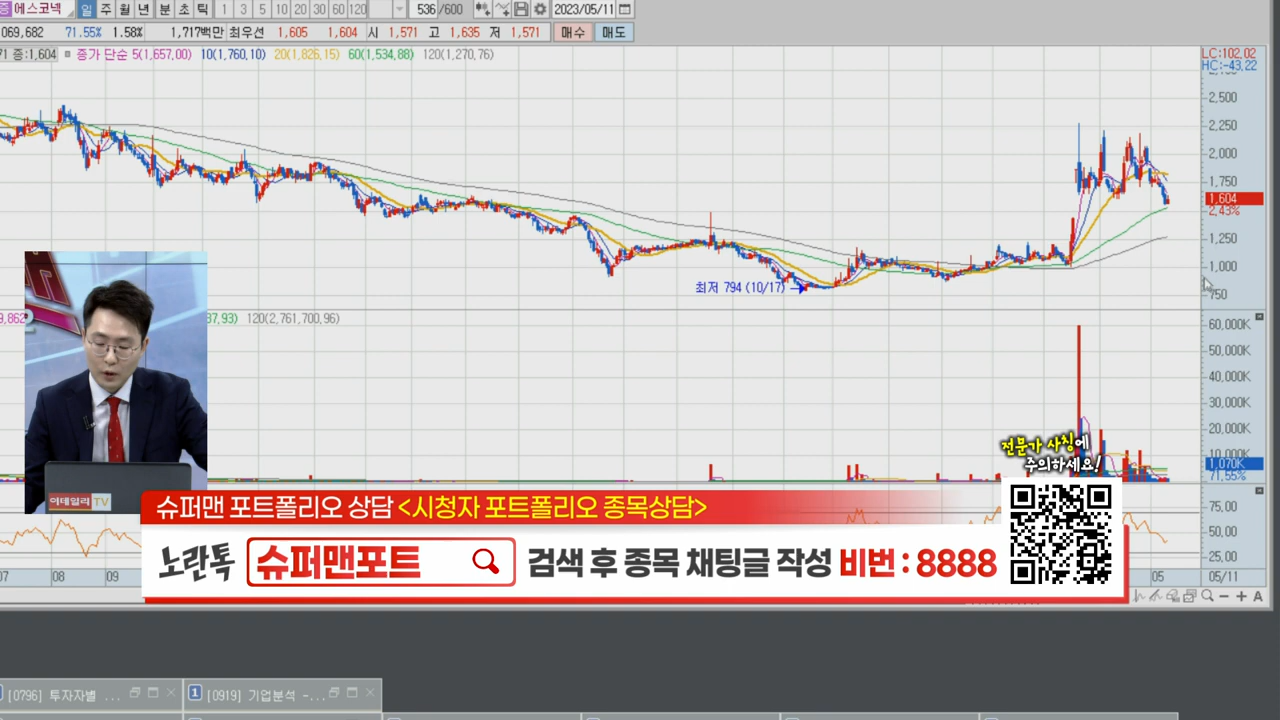 에스코넥 일 주 월 년 분 초 틱 1 3 5 10 20 30 60 120 536 /600 2023/05/11
069,682 71.55% 1.58% 1,717백만 최우선 1,605 1,604 시 1,571 고 1,635 저 1,571 매수 매도
71 종:1,604 종가 단순 5(1,657,00) 10(1,760,10) 20(1,826,15) 60(1,534,88) 120(1,270,76)
LC:102,02
HC:-43,22
2,500
2,250
2,000
1,750
1,604
2,43%
1,250
1,000
최저 794 (10/17)
750
9,862 37,93) 120(2,761,700,96)
60,000K
50,000K
40,000K
30,000K
20,000K
10,000K
1,070K
71,55%
전문가 사칭에
주의하세요!
이데일리 TV
슈퍼맨 포트폴리오 상담 <시청자 포트폴리오 종목상담>
75,00
50,00
25,00
노란톡 슈퍼맨포트 검색 후 종목 채팅글 작성 비번 : 8888
07 08 09 05 05/11
A
[0796] 투자자별 ... 1 [0919] 기업분석 -...